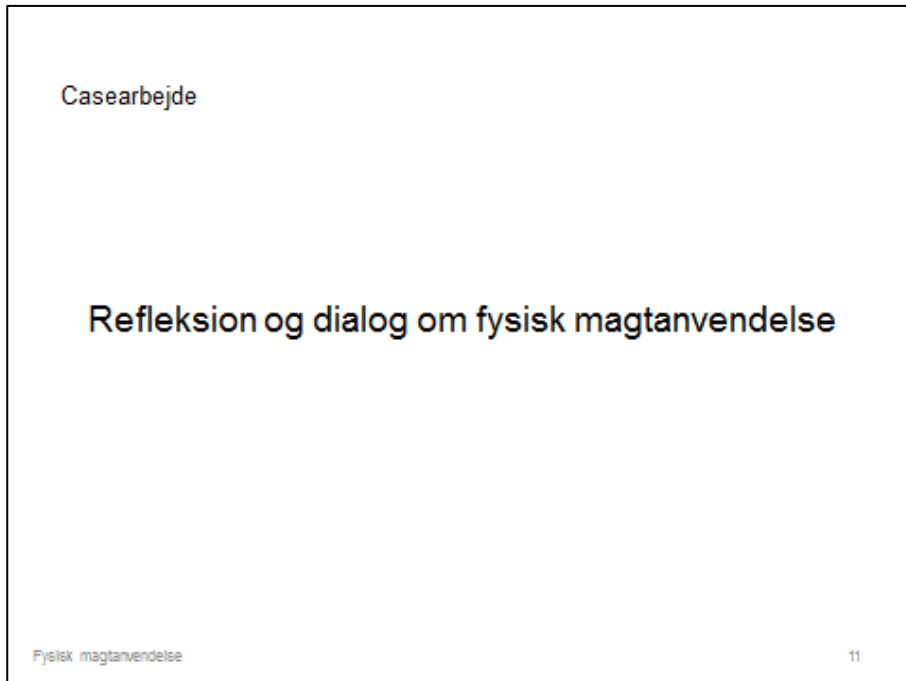 Casearbejde
Refleksion og dialog om fysisk magtanvendelse
Fysisk magtanvendelse
11